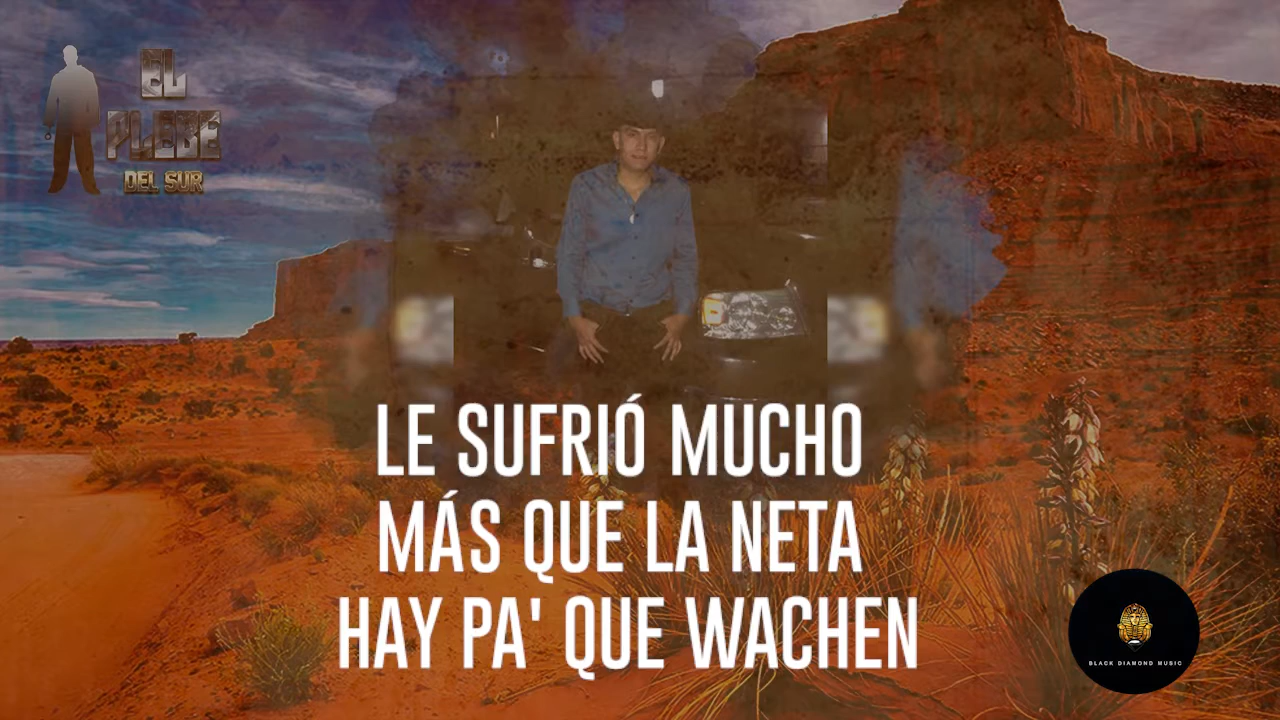 EL
PLEBE
DEL SUR
LE SUFRIÓ MUCHO
MÁS QUE LA NETA
HAY PA' QUE WACHEN
BLACK DIAMOND MUSIC